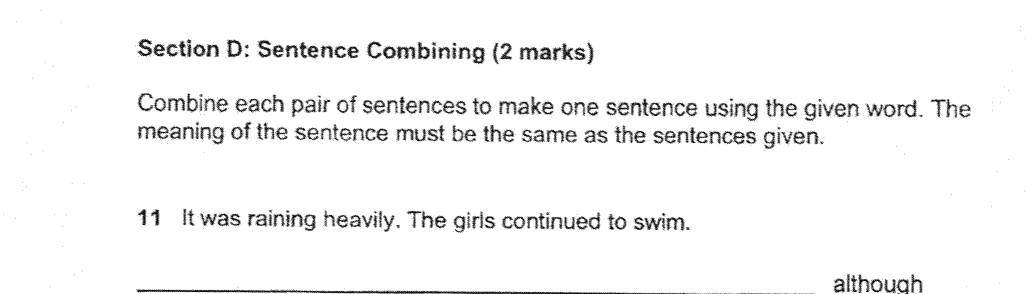 Section D: Sentence Combining (2 marks)
Combine each pair of sentences to make one sentence using the given word. The
meaning of the sentence must be the same as the sentences given.
11 It was raining heavily. The girls continued to swim.
although